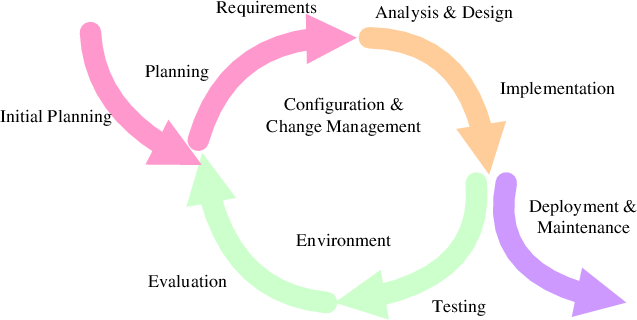 Requirements
Analysis & Design
Planning
Implementation
Initial Planning
Configuration &
Change Management
Deployment &
Maintenance
Environment
Evaluation
Testing